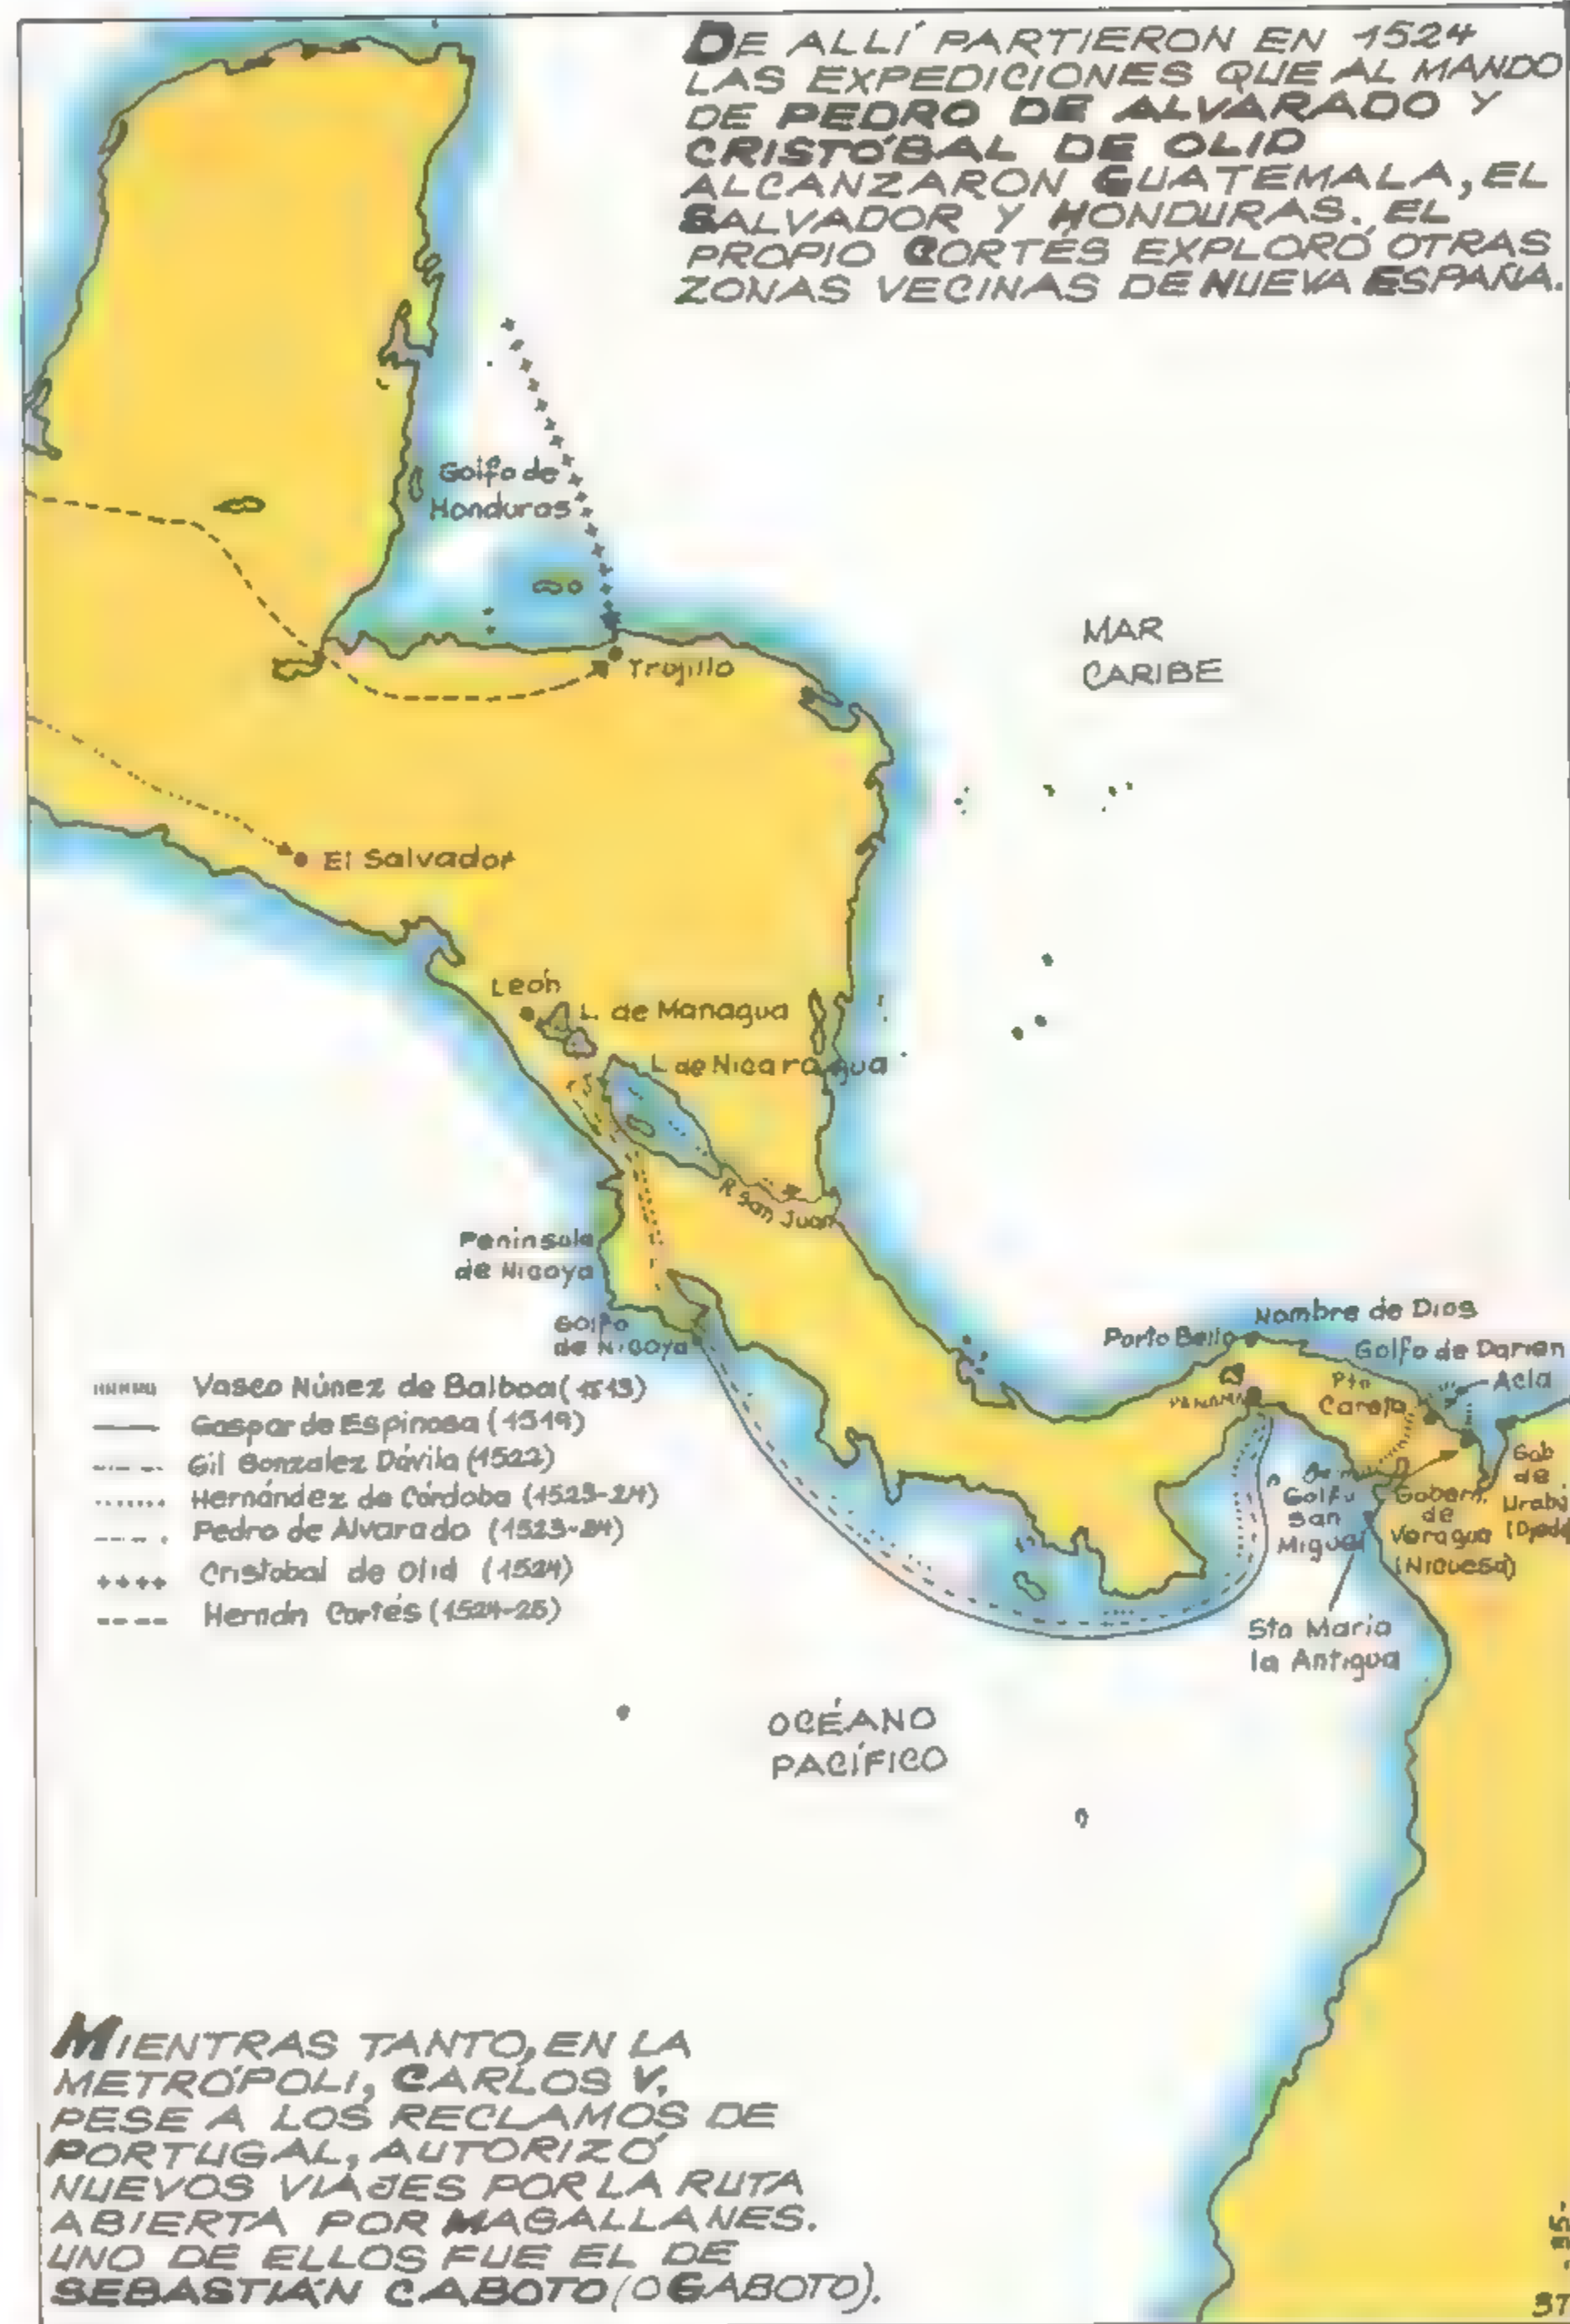 DE ALLÍ PARTIERON EN 1524
LAS EXPEDICIONES QUE AL MANDO
DE PEDRO DE ALVARADO Y
CRISTÓBAL DE OLID
ALCANZARON GUATEMALA, EL
SALVADOR Y HONDURAS. EL
PROPIO CORTÉS EXPLORÓ OTRAS
ZONAS VECINAS DE NUEVA ESPAÑA.
Golfo de
Honduras
MAR
CARIBE
Trujillo
El Salvador
León
L. de Managua
L de Nicaragua
R San Juan
Peninsula
de Nicoya
Golfo
de Nicoya
Nombre de Dios
Porto Bello
Golfo de Darien
Acla
Pto
Careta
PANAMA
Golfo
San
Miguel
Gobern.
de
Veragua
(Nicuesa)
Gob
de
Urabá
Sta Maria
la Antigua
Vasco Núnez de Balboa (1513)
Gaspar de Espinosa (1519)
Gil Gonzalez Dávila (1522)
Hernández de Córdoba (1523-24)
Pedro de Alvarado (1523-24)
Cristobal de Olid (1524)
Hernán Cortés (1524-25)
OCÉANO
PACÍFICO
MIENTRAS TANTO, EN LA
METRÓPOLI, CARLOS V,
PESE A LOS RECLAMOS DE
PORTUGAL, AUTORIZÓ
NUEVOS VIAJES POR LA RUTA
ABIERTA POR MAGALLANES.
UNO DE ELLOS FUE EL DE
SEBASTIÁN CABOTO (O GABOTO).
37